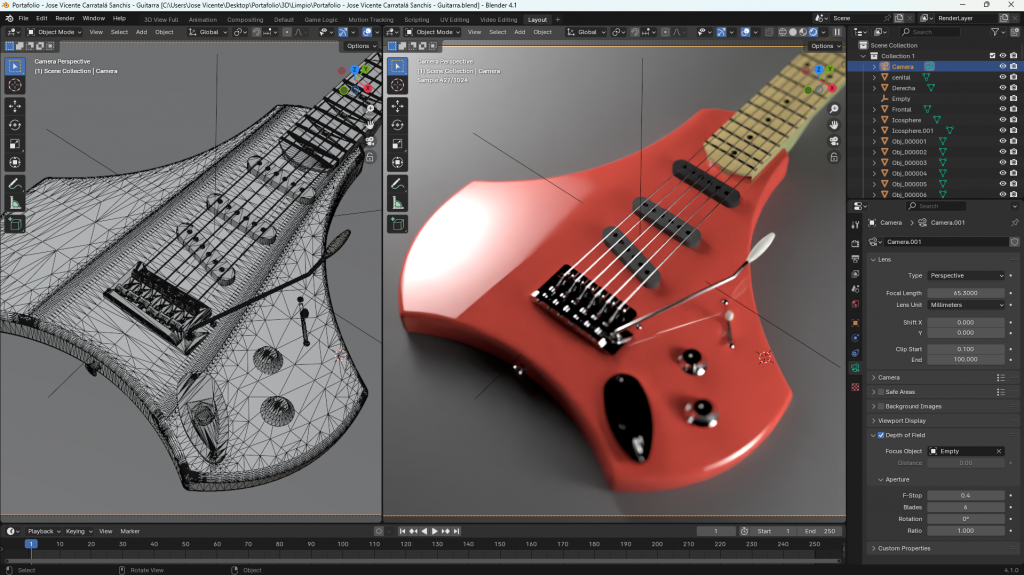 Portafolio - Jose Vicente Carratalá Sanchis - Guitarra [C:\Users\Jose Vicente\Desktop\Portafolio\3D\Limpio\Portafolio - Jose Vicente Carratalá Sanchis - Guitarra.blend] - Blender 4.1
File Edit Render Window Help 3D View Full Animation Compositing Default Game Logic Motion Tracking Scripting UV Editing Video Editing Layout + Scene RenderLayer
Object Mode View Select Add Object Global
Object Mode View Select Add Object Global
Search
Options
Options
Camera Perspective
(1) Scene Collection | Camera
Camera Perspective
(1) Scene Collection | Camera
Sample 427/1024
Scene Collection
Collection 1
Camera
cenital
Derecha
Empty
Frontal
Icosphere
Icosphere.001
Obj_000001
Obj_000002
Obj_000003
Obj_000004
Obj_000005
Obj_000006
Search
Camera > Camera.001
Camera.001
Lens
Type Perspective
Focal Length 65.3000
Lens Unit Millimeters
Shift X 0.000
Y 0.000
Clip Start 0.100
End 100.000
Camera
Safe Areas
Background Images
Viewport Display
Depth of Field
Focus Object Empty
Distance 0.00
Aperture
F-Stop 0.4
Blades 6
Rotation 0°
Ratio 1.000
Custom Properties
Playback Keying View Marker 1 Start 1 End 250
1 10 20 30 40 50 60 70 80 90 100 110 120 130 140 150 160 170 180 190 200 210 220 230 240 250
Select Rotate View Object 4.1.0